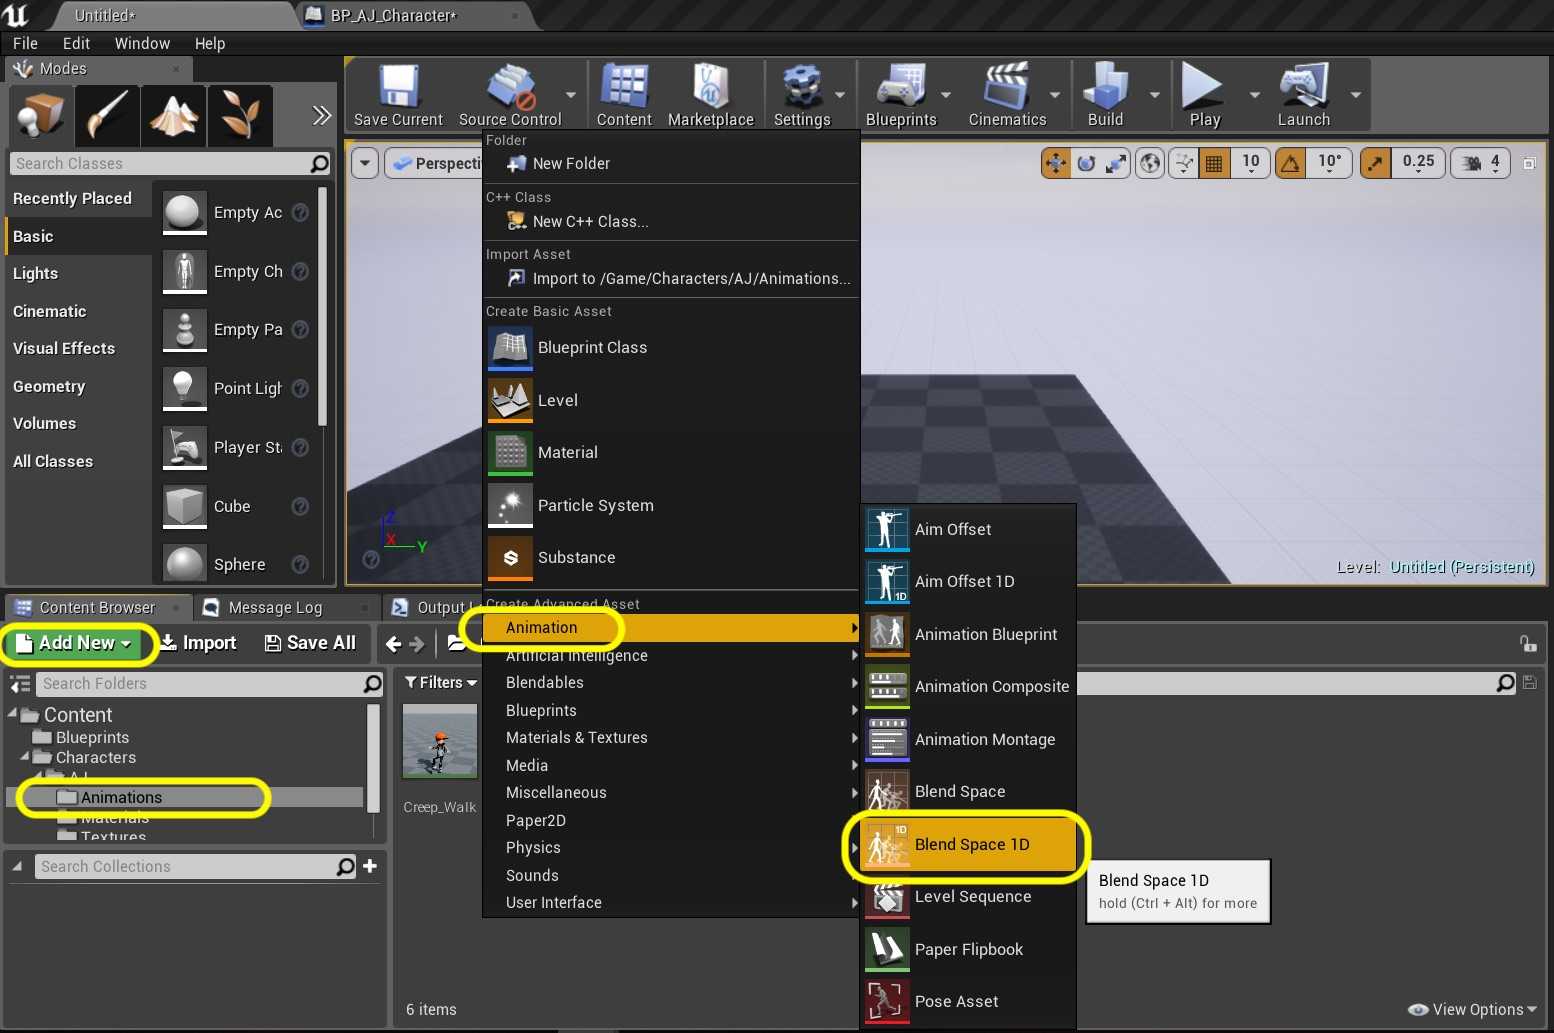 Untitled*
BP_AJ_Character*
File Edit Window Help
Modes
Save Current
Source Control
Content
Marketplace
Settings
Blueprints
Cinematics
Build
Play
Launch
Search Classes
Recently Placed
Basic
Lights
Cinematic
Visual Effects
Geometry
Volumes
All Classes
Empty Ac
Empty Ch
Empty Pa
Point Ligh
Player Sta
Cube
Sphere
Perspecti
10
10°
0.25
4
Folder
New Folder
C++ Class
New C++ Class...
Import Asset
Import to /Game/Characters/AJ/Animations...
Create Basic Asset
Blueprint Class
Level
Material
Particle System
Substance
Create Advanced Asset
Animation
Artificial Intelligence
Blendables
Blueprints
Materials & Textures
Media
Miscellaneous
Paper2D
Physics
Sounds
User Interface
Aim Offset
Aim Offset 1D
1D
Animation Blueprint
Animation Composite
Animation Montage
Blend Space
Blend Space 1D
1D
Level Sequence
Paper Flipbook
Pose Asset
Blend Space 1D
hold (Ctrl + Alt) for more
Z
X
Y
Level: Untitled (Persistent)
Content Browser
Message Log
Output L
Add New
Import
Save All
Search Folders
Filters
Content
Blueprints
Characters
AJ
Animations
Materials
Textures
Search Collections
Creep_Walk
6 items
View Options